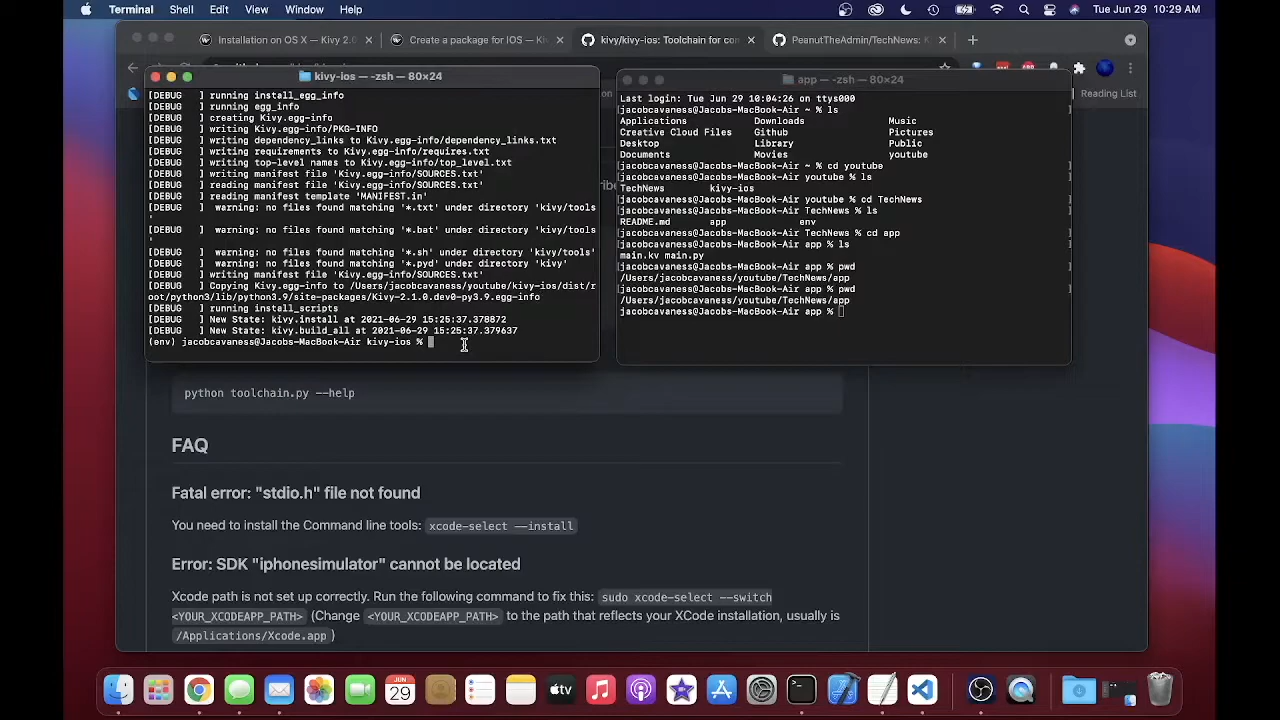 Terminal Shell Edit View Window Help Tue Jun 29 10:29 AM
Installation on OS X — Kivy 2.0
Create a package for IOS — Kiv
kivy/kivy-ios: Toolchain for con
PeanutTheAdmin/TechNews: K
Reading List
kivy-ios — -zsh — 80×24
[DEBUG ] running install_egg_info
[DEBUG ] running egg_info
[DEBUG ] creating Kivy.egg-info
[DEBUG ] writing Kivy.egg-info/PKG-INFO
[DEBUG ] writing dependency_links to Kivy.egg-info/dependency_links.txt
[DEBUG ] writing requirements to Kivy.egg-info/requires.txt
[DEBUG ] writing top-level names to Kivy.egg-info/top_level.txt
[DEBUG ] writing manifest file 'Kivy.egg-info/SOURCES.txt'
[DEBUG ] reading manifest file 'Kivy.egg-info/SOURCES.txt'
[DEBUG ] reading manifest template 'MANIFEST.in'
[DEBUG ] warning: no files found matching '*.txt' under directory 'kivy/tools
'
[DEBUG ] warning: no files found matching '*.bat' under directory 'kivy/tools
'
[DEBUG ] warning: no files found matching '*.sh' under directory 'kivy/tools'
[DEBUG ] warning: no files found matching '*.pyd' under directory 'kivy'
[DEBUG ] writing manifest file 'Kivy.egg-info/SOURCES.txt'
[DEBUG ] Copying Kivy.egg-info to /Users/jacobcavaness/youtube/kivy-ios/dist/r
oot/python3/lib/python3.9/site-packages/Kivy-2.1.0.dev0-py3.9.egg-info
[DEBUG ] running install_scripts
[DEBUG ] New State: kivy.install at 2021-06-29 15:25:37.378872
[DEBUG ] New State: kivy.build_all at 2021-06-29 15:25:37.379637
(env) jacobcavaness@Jacobs-MacBook-Air kivy-ios %
app — -zsh — 80×24
Last login: Tue Jun 29 10:04:26 on ttys000
jacobcavaness@Jacobs-MacBook-Air ~ % ls
Applications Downloads Music
Creative Cloud Files Github Pictures
Desktop Library Public
Documents Movies youtube
jacobcavaness@Jacobs-MacBook-Air ~ % cd youtube
jacobcavaness@Jacobs-MacBook-Air youtube % ls
TechNews kivy-ios
jacobcavaness@Jacobs-MacBook-Air youtube % cd TechNews
jacobcavaness@Jacobs-MacBook-Air TechNews % ls
README.md app env
jacobcavaness@Jacobs-MacBook-Air TechNews % cd app
jacobcavaness@Jacobs-MacBook-Air app % ls
main.kv main.py
jacobcavaness@Jacobs-MacBook-Air app % pwd
/Users/jacobcavaness/youtube/TechNews/app
jacobcavaness@Jacobs-MacBook-Air app % pwd
/Users/jacobcavaness/youtube/TechNews/app
jacobcavaness@Jacobs-MacBook-Air app %
python toolchain.py --help
FAQ
Fatal error: "stdio.h" file not found
You need to install the Command line tools: xcode-select --install
Error: SDK "iphonesimulator" cannot be located
Xcode path is not set up correctly. Run the following command to fix this: sudo xcode-select --switch
<YOUR_XCODEAPP_PATH> (Change <YOUR_XCODEAPP_PATH> to the path that reflects your XCode installation, usually is
/Applications/Xcode.app)
JUN
29
tv